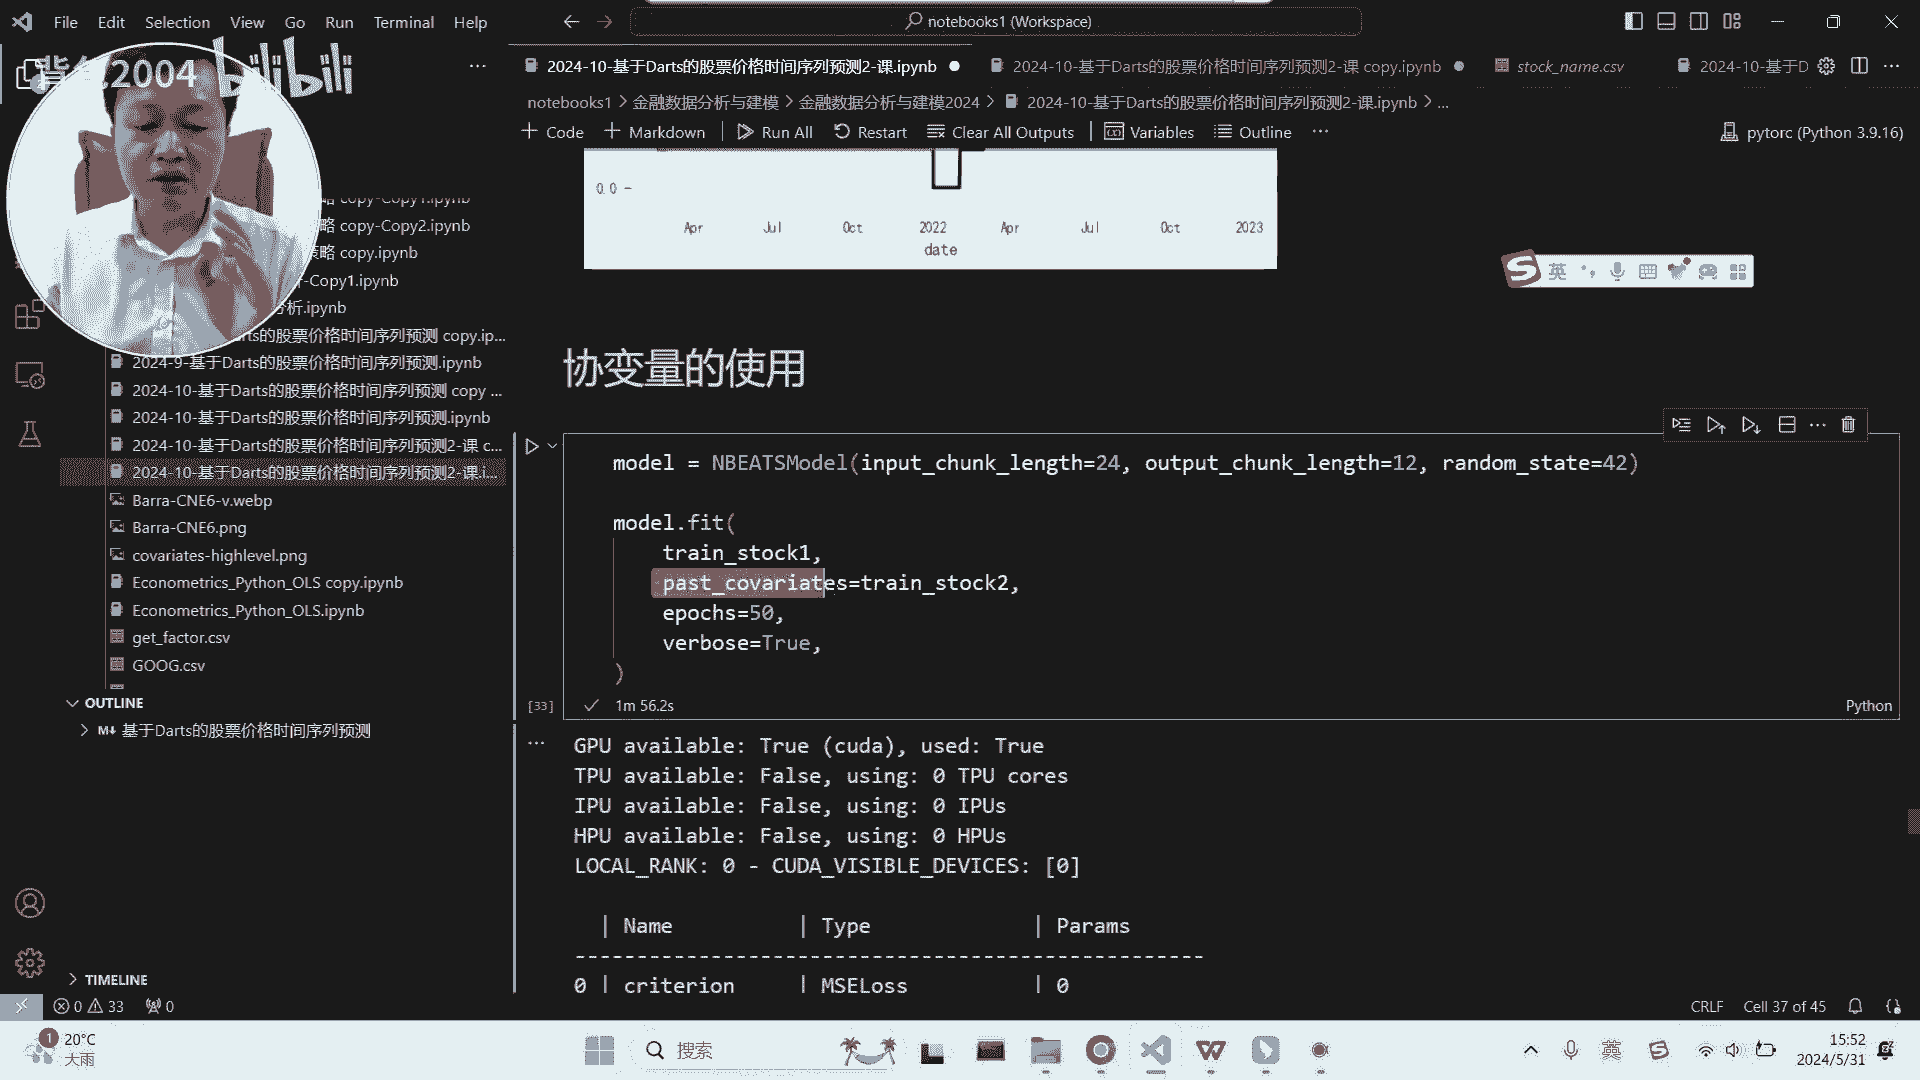 File Edit Selection View Go Run Terminal Help
notebooks1 (Workspace)
2004 bilibili
2024-10-基于Darts的股票价格时间序列预测2-课.ipynb
2024-10-基于Darts的股票价格时间序列预测2-课 copy.ipynb
stock_name.csv
2024-10-基于D
notebooks1 > 金融数据分析与建模 > 金融数据分析与建模2024 > 2024-10-基于Darts的股票价格时间序列预测2-课.ipynb > ...
+ Code + Markdown Run All Restart Clear All Outputs Variables Outline ...
pytorc (Python 3.9.16)
略 copy-Copy1.ipynb
略 copy-Copy2.ipynb
策略 copy.ipynb
-Copy1.ipynb
分析.ipynb
arts的股票价格时间序列预测 copy.ip...
2024-9-基于Darts的股票价格时间序列预测.ipynb
2024-10-基于Darts的股票价格时间序列预测 copy ...
2024-10-基于Darts的股票价格时间序列预测.ipynb
2024-10-基于Darts的股票价格时间序列预测2-课 c...
2024-10-基于Darts的股票价格时间序列预测2-课.i...
Barra-CNE6-v.webp
Barra-CNE6.png
covariates-highlevel.png
Econometrics_Python_OLS copy.ipynb
Econometrics_Python_OLS.ipynb
get_factor.csv
GOOG.csv
OUTLINE
M↓ 基于Darts的股票价格时间序列预测
TIMELINE
0.0
Apr Jul Oct 2022 Apr Jul Oct 2023
date
英
协变量的使用
model = NBEATSModel(input_chunk_length=24, output_chunk_length=12, random_state=42)
model.fit(
train_stock1,
past_covariates=train_stock2,
epochs=50,
verbose=True,
)
[33] ✓ 1m 56.2s
Python
GPU available: True (cuda), used: True
TPU available: False, using: 0 TPU cores
IPU available: False, using: 0 IPUs
HPU available: False, using: 0 HPUs
LOCAL_RANK: 0 - CUDA_VISIBLE_DEVICES: [0]
| Name | Type | Params
------------------------------------------------
0 | criterion | MSELoss | 0
0 33 0
CRLF Cell 37 of 45
1 20°C
大雨
搜索
英
15:52
2024/5/31